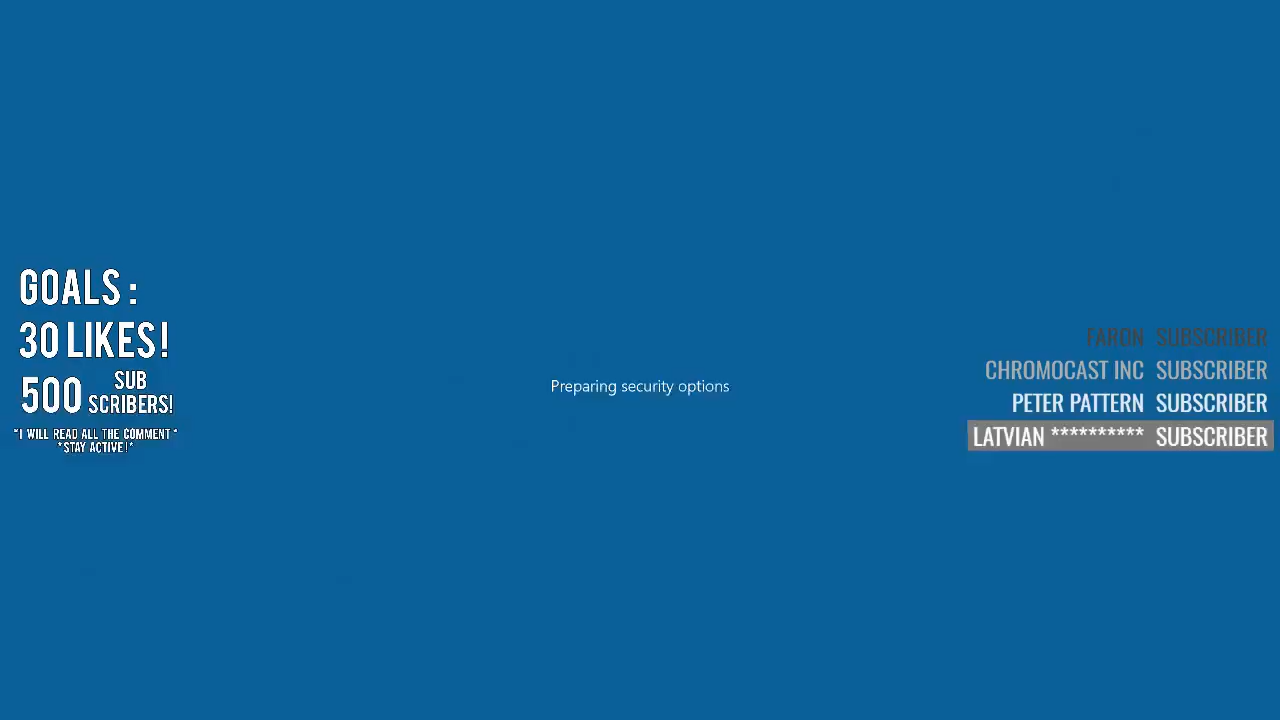 GOALS :
30 LIKES!
500 SUB
SCRIBERS!
*I WILL READ ALL THE COMMENT *
*STAY ACTIVE!*
Preparing security options
FARON SUBSCRIBER
CHROMOCAST INC SUBSCRIBER
PETER PATTERN SUBSCRIBER
LATVIAN ********** SUBSCRIBER